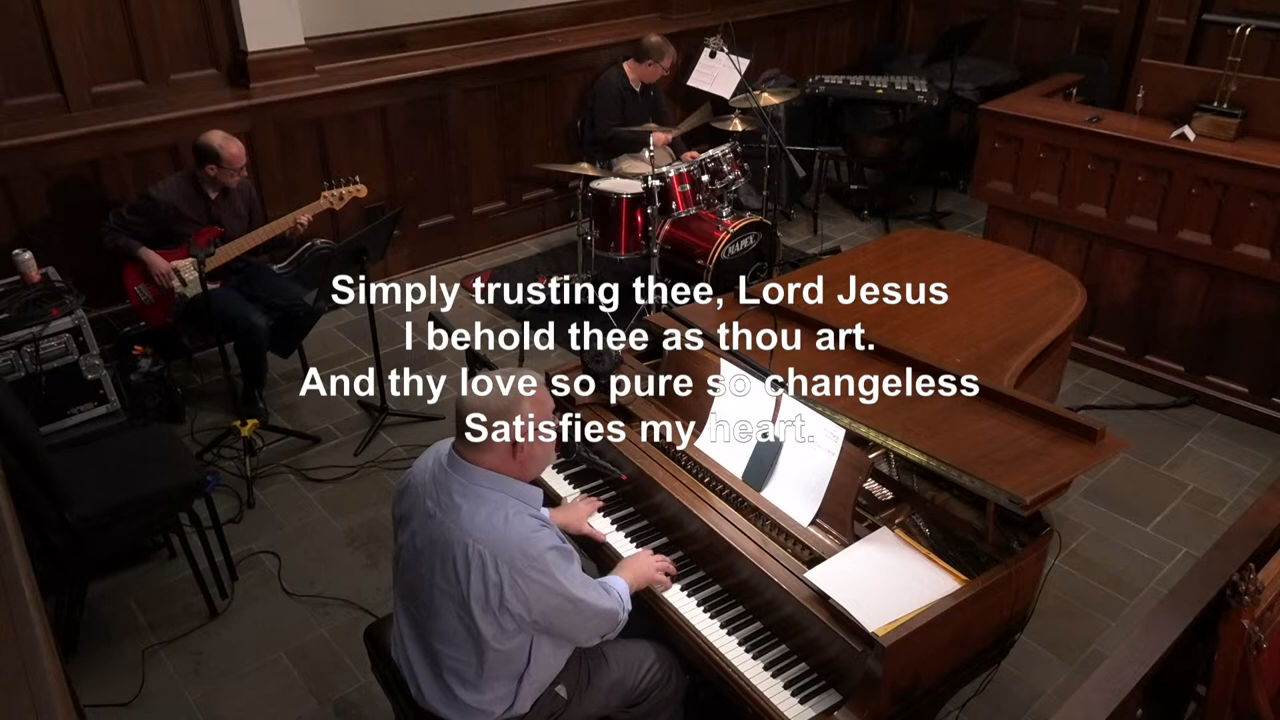 Simply trusting thee, Lord Jesus
I behold thee as thou art.
And thy love so pure so changeless
Satisfies my heart.
MAPEX